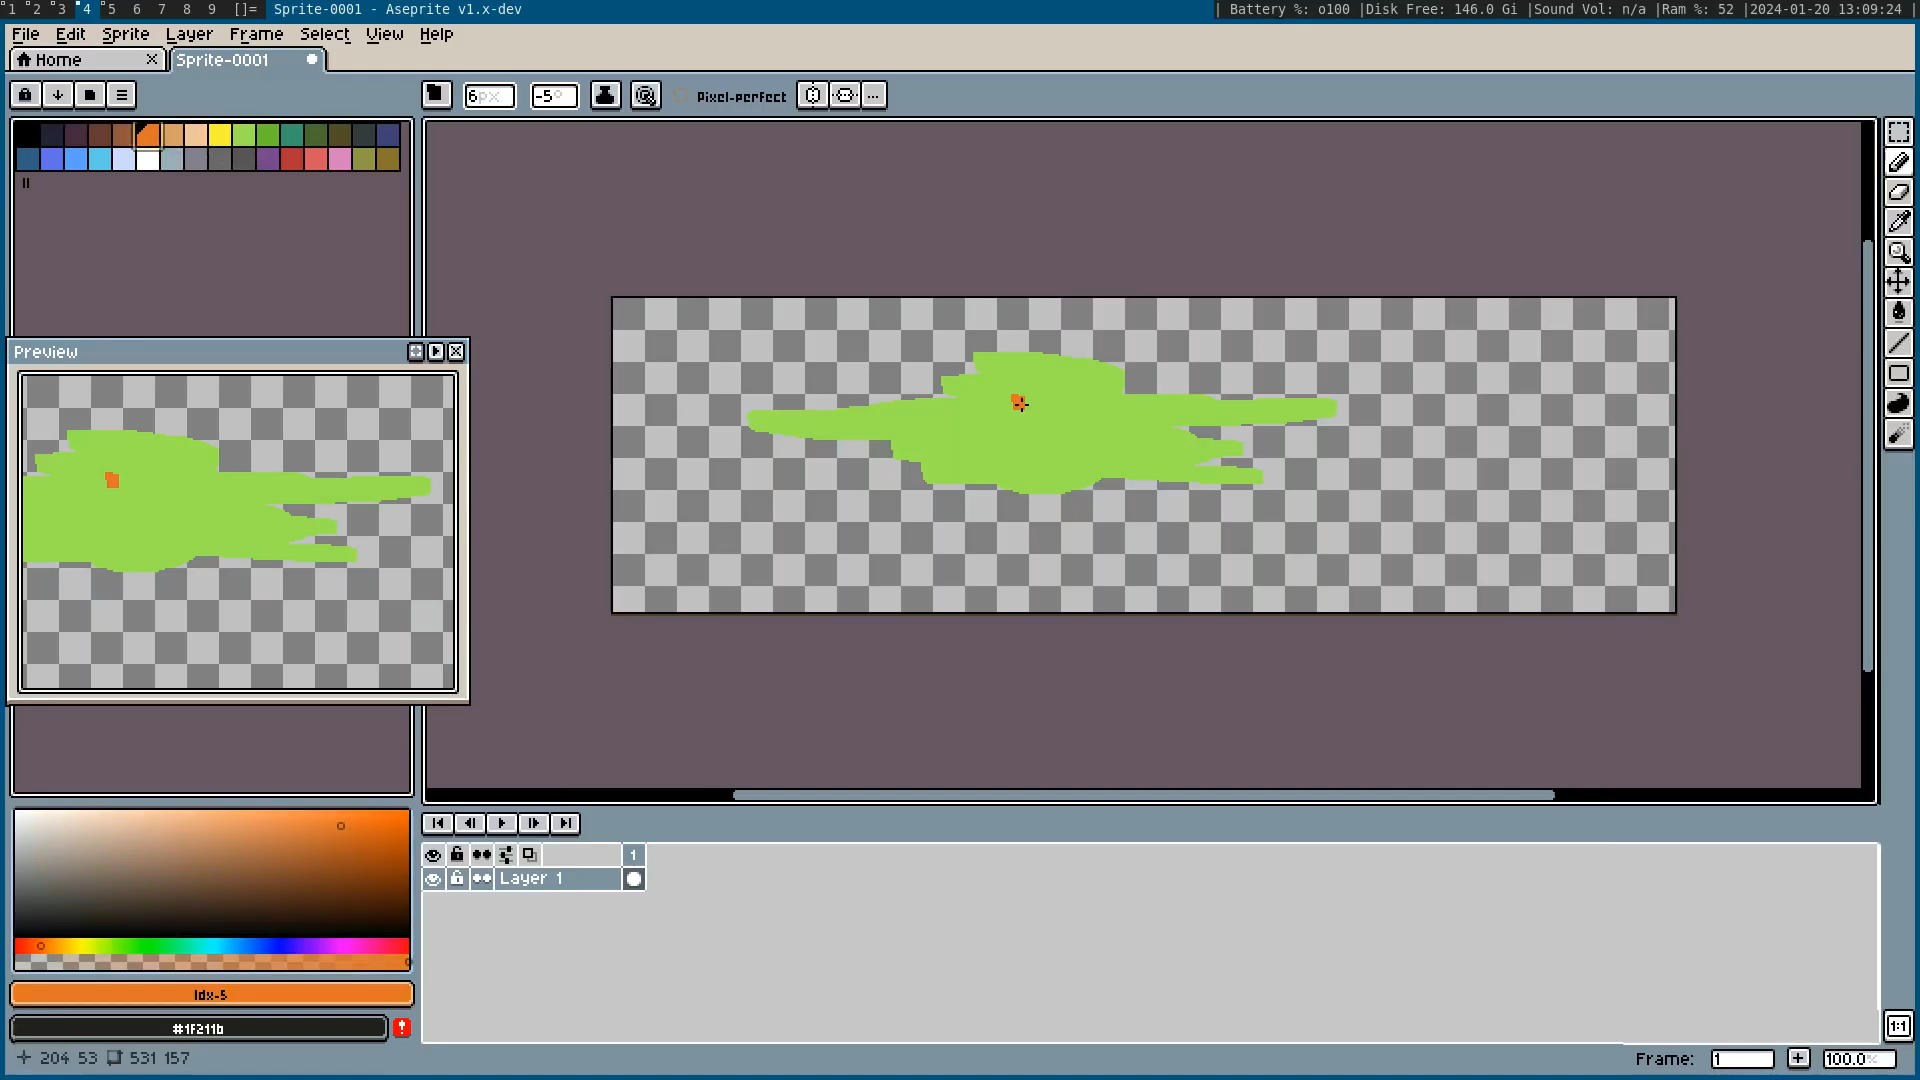 1 2 3 4 5 6 7 8 9 []= Sprite-0001 - Aseprite v1.x-dev | Battery %: o100 |Disk Free: 146.0 Gi |Sound Vol: n/a |Ram %: 52 |2024-01-20 13:09:24 |
File Edit Sprite Layer Frame Select View Help
Home Sprite-0001
6px -5° Pixel-perfect ...
Preview
1
Layer 1
Idx-5
#1f211b
204 53 531 157
1:1
Frame: 1 + 100.0%